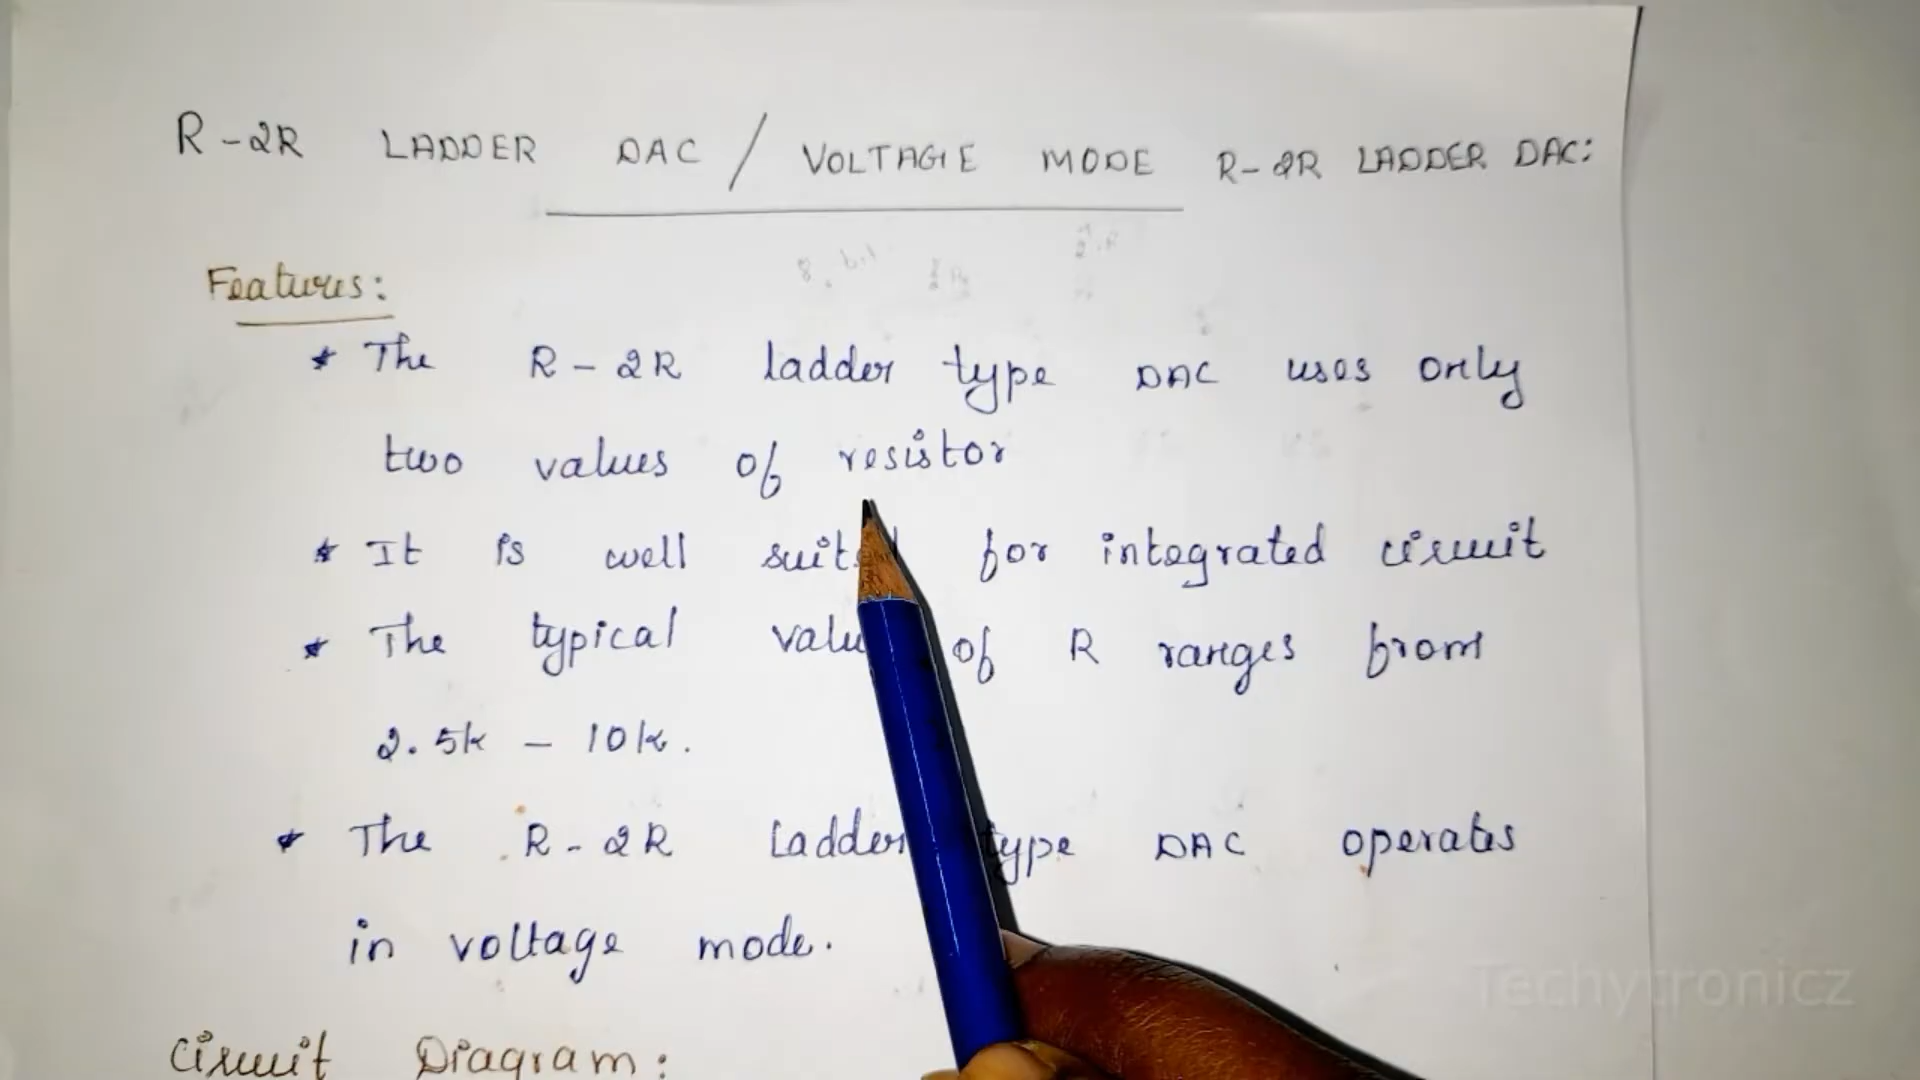 R-2R LADDER DAC / VOLTAGE MODE R-2R LADDER DAC:
Features:
* The R-2R ladder type DAC uses only
two values of resistor
* It is well for integrated circuit
* The typical of R ranges from
2.5k - 10k.
* The R-2R Ladder type DAC operates
in voltage mode.
Circuit Diagram:
Techytronicz